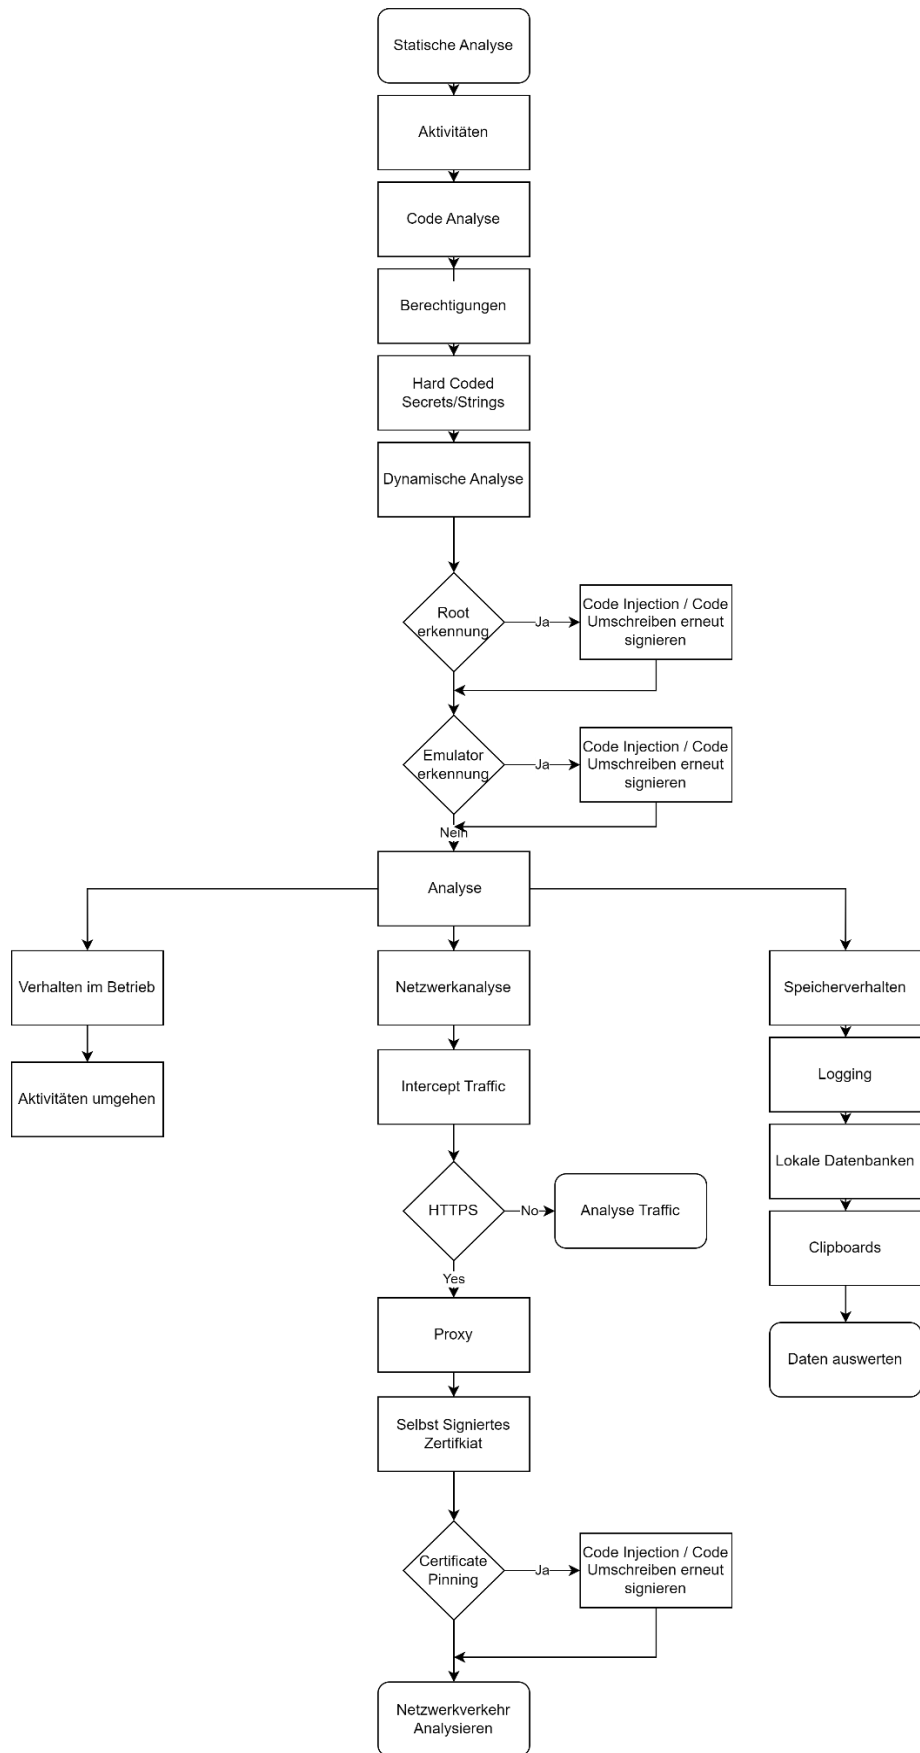 Statische Analyse
Aktivitäten
Code Analyse
Berechtigungen
Hard Coded
Secrets/Strings
Dynamische Analyse
Root
erkennung
Ja
Code Injection / Code
Umschreiben erneut
signieren
Emulator
erkennung
Ja
Code Injection / Code
Umschreiben erneut
signieren
Nein
Analyse
Verhalten im Betrieb
Aktivitäten umgehen
Netzwerkanalyse
Intercept Traffic
HTTPS
No
Analyse Traffic
Yes
Proxy
Selbst Signiertes
Zertifkiat
Certificate
Pinning
Ja
Code Injection / Code
Umschreiben erneut
signieren
Netzwerkverkehr
Analysieren
Speicherverhalten
Logging
Lokale Datenbanken
Clipboards
Daten auswerten